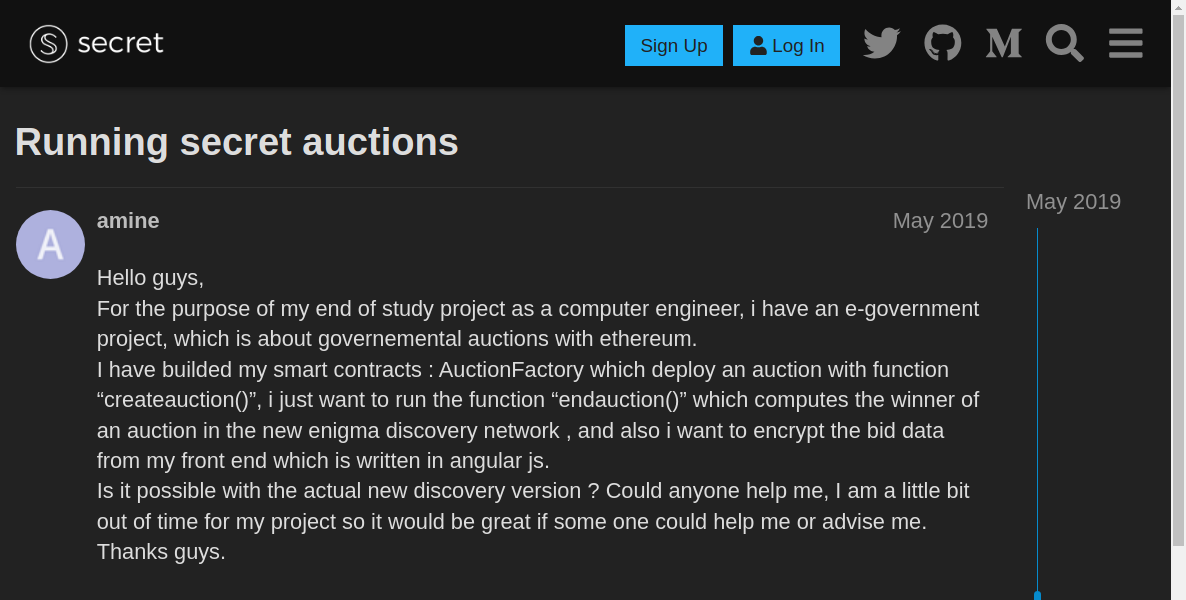 secret
Sign Up
Log In
Running secret auctions
May 2019
A
amine
May 2019
Hello guys,
For the purpose of my end of study project as a computer engineer, i have an e-government
project, which is about governemental auctions with ethereum.
I have builded my smart contracts : AuctionFactory which deploy an auction with function
“createauction()”, i just want to run the function “endauction()” which computes the winner of
an auction in the new enigma discovery network , and also i want to encrypt the bid data
from my front end which is written in angular js.
Is it possible with the actual new discovery version ? Could anyone help me, I am a little bit
out of time for my project so it would be great if some one could help me or advise me.
Thanks guys.